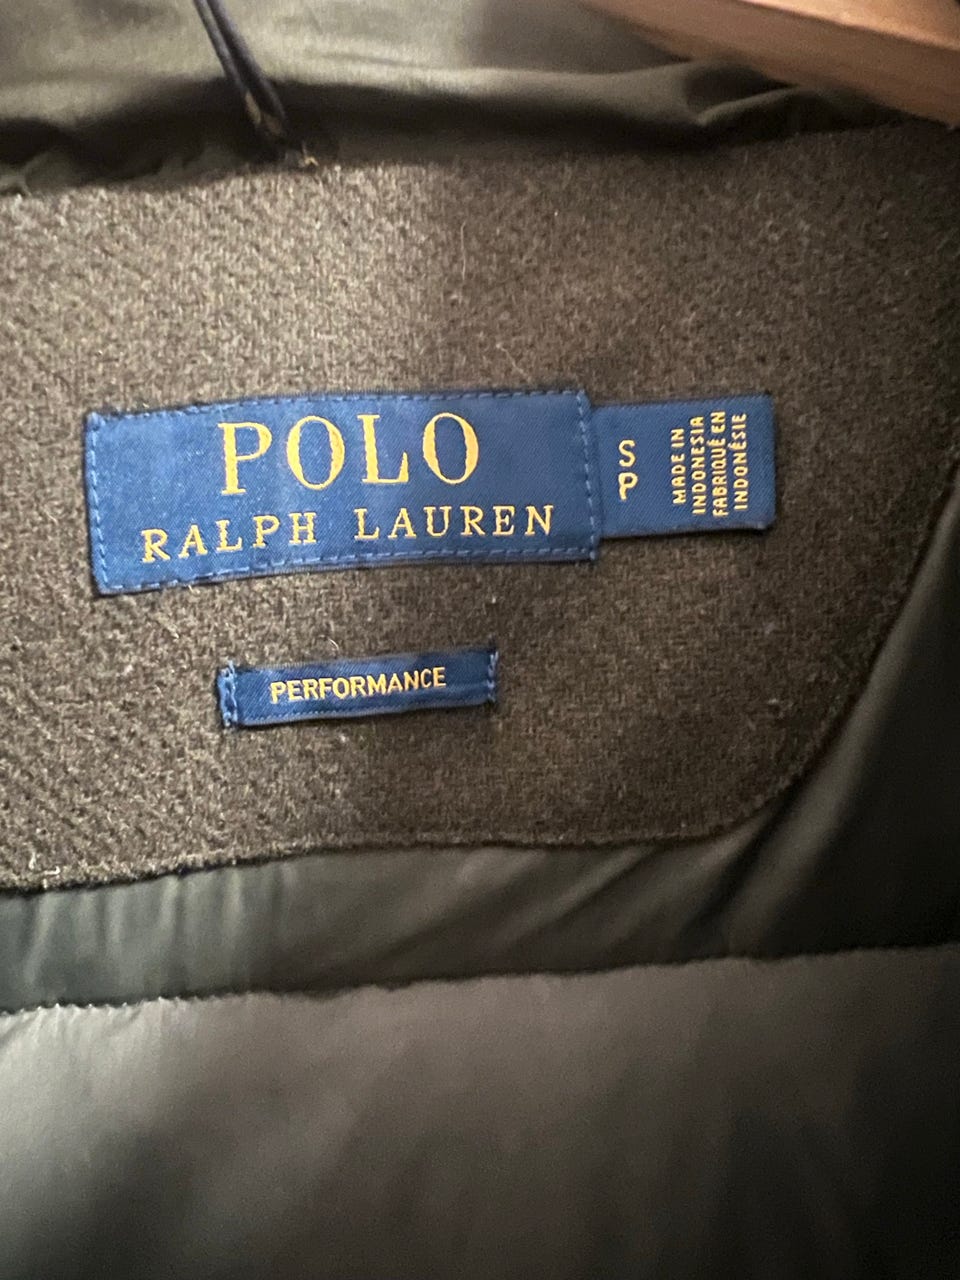 POLO
RALPH LAUREN
S
P
MADE IN
INDONESIA
FABRIQUÉ EN
INDONÉSIE
PERFORMANCE